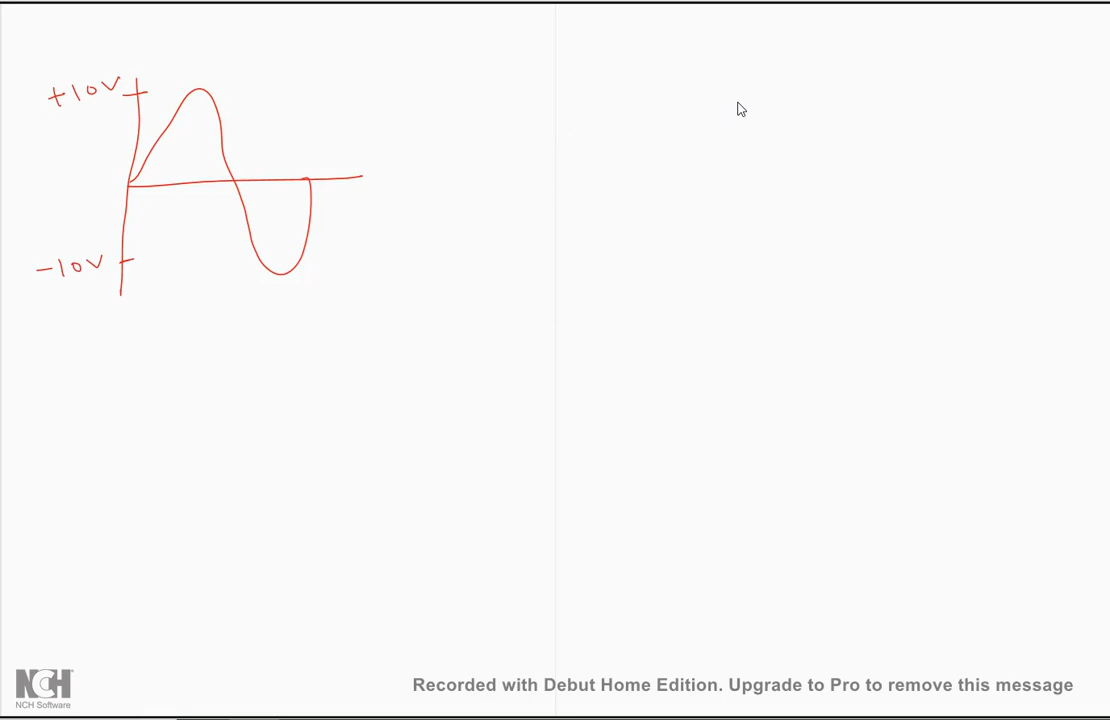 +10V
-10V
NCH
NCH Software
Recorded with Debut Home Edition. Upgrade to Pro to remove this message